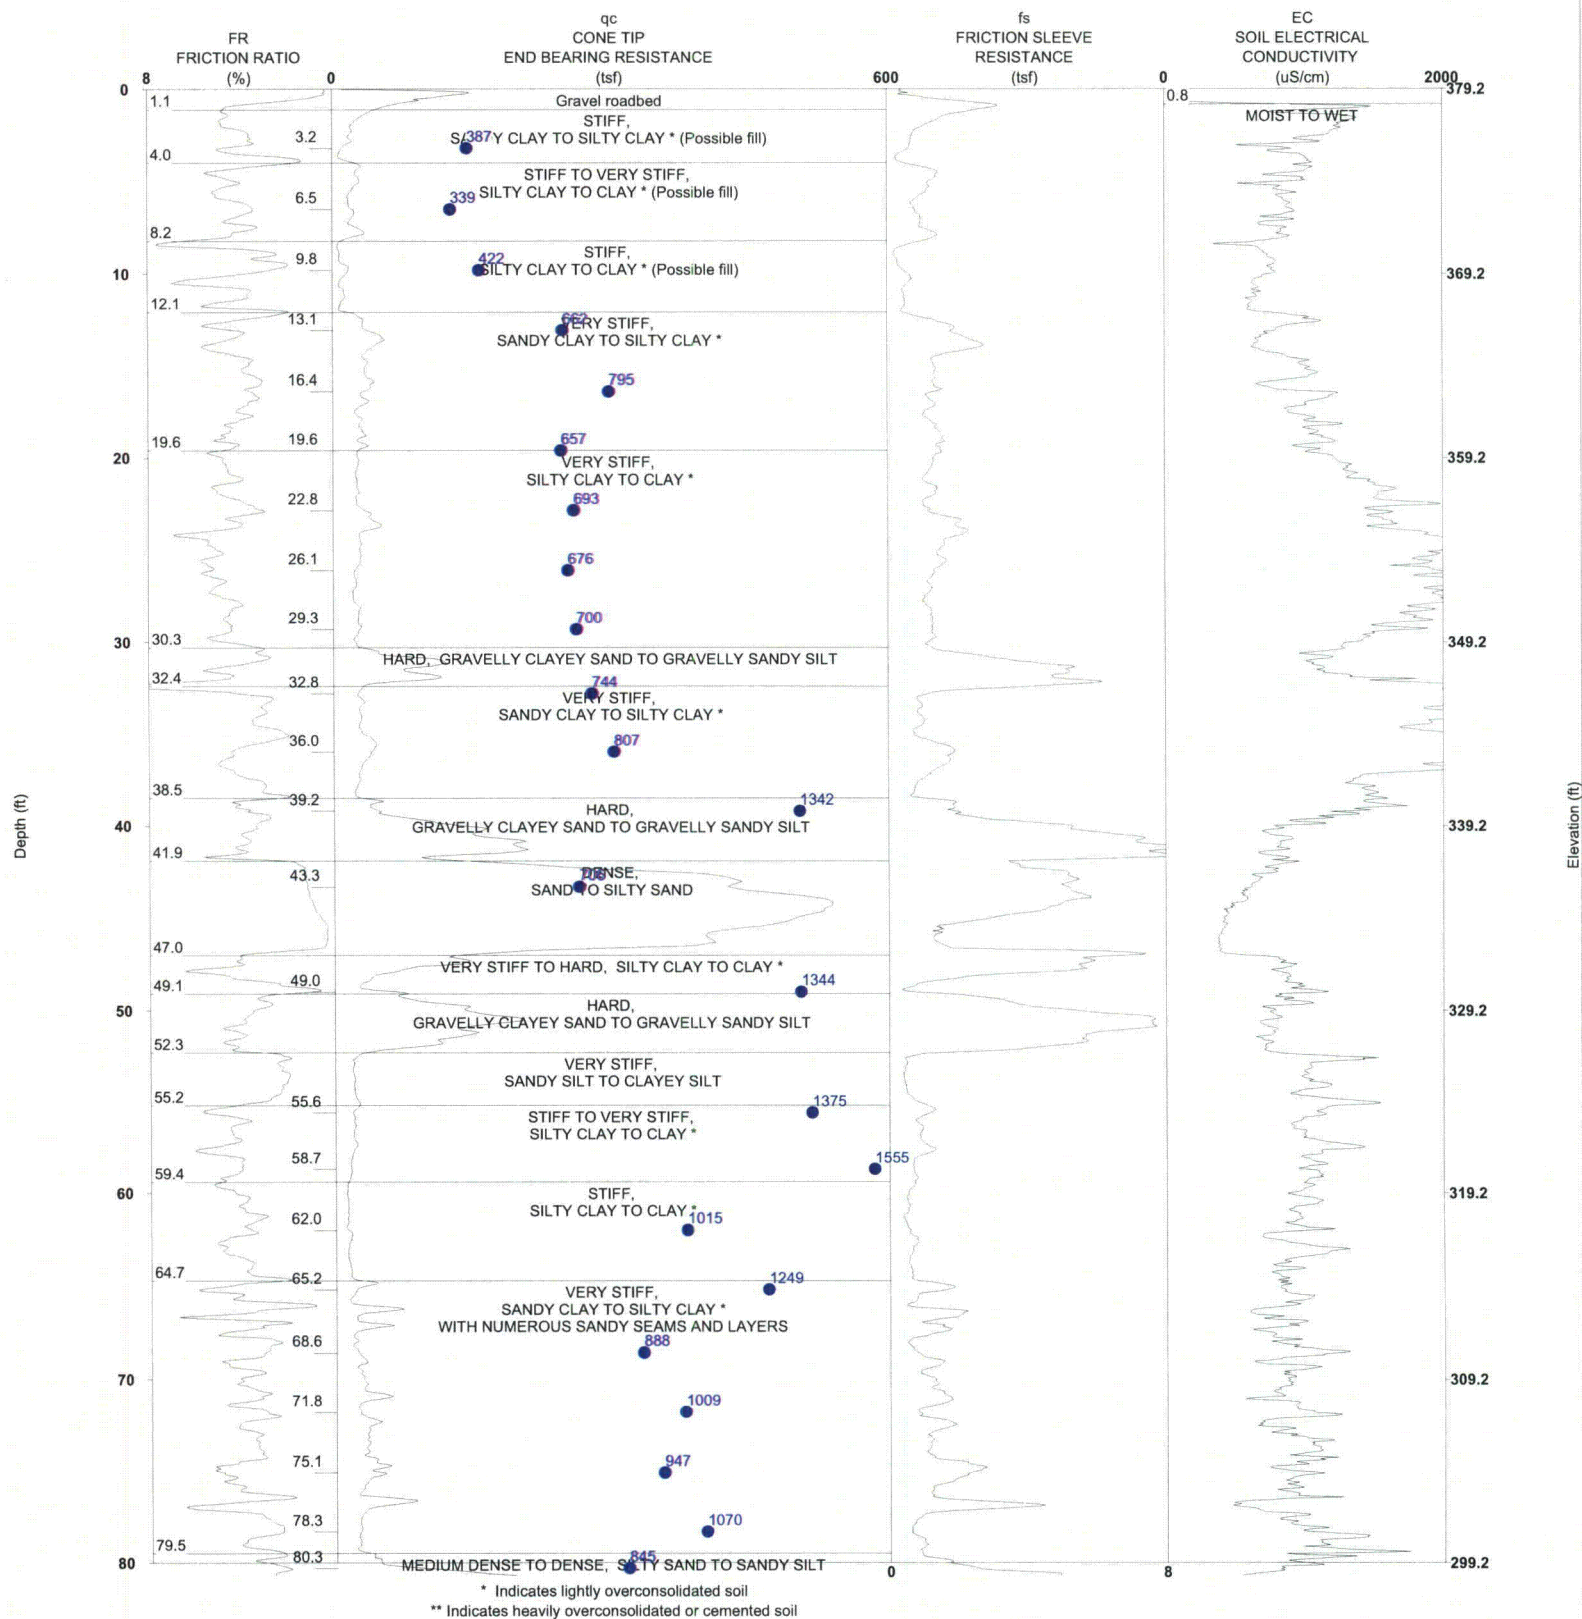 FR
FRICTION RATIO
(%)
qc
CONE TIP
END BEARING RESISTANCE
(tsf)
fs
FRICTION SLEEVE
RESISTANCE
(tsf)
EC
SOIL ELECTRICAL
CONDUCTIVITY
(uS/cm)
8 0 600 0 2000
0 379.2
1.1 Gravel roadbed 0.8
STIFF, MOIST TO WET
3.2 387 Y CLAY TO SILTY CLAY * (Possible fill)
4.0
STIFF TO VERY STIFF,
SILTY CLAY TO CLAY * (Possible fill)
6.5 339
8.2
STIFF,
9.8 422 SILTY CLAY TO CLAY * (Possible fill)
10 369.2
12.1
13.1 662 VERY STIFF,
SANDY CLAY TO SILTY CLAY *
16.4 795
19.6 19.6 657
20 VERY STIFF, 359.2
SILTY CLAY TO CLAY *
22.8 693
26.1 676
29.3 700
30 30.3 349.2
HARD, GRAVELLY CLAYEY SAND TO GRAVELLY SANDY SILT
32.4 32.8 744
VERY STIFF,
SANDY CLAY TO SILTY CLAY *
36.0 807
38.5
39.2 1342
HARD,
40 GRAVELLY CLAYEY SAND TO GRAVELLY SANDY SILT 339.2
41.9
43.3 DENSE,
SAND TO SILTY SAND
47.0
VERY STIFF TO HARD, SILTY CLAY TO CLAY *
49.1 49.0 1344
HARD,
50 GRAVELLY CLAYEY SAND TO GRAVELLY SANDY SILT 329.2
52.3
VERY STIFF,
SANDY SILT TO CLAYEY SILT
55.2 55.6 1375
STIFF TO VERY STIFF,
SILTY CLAY TO CLAY *
58.7 1555
59.4
60 STIFF, 319.2
SILTY CLAY TO CLAY *
62.0 1015
64.7 65.2 1249
VERY STIFF,
SANDY CLAY TO SILTY CLAY *
WITH NUMEROUS SANDY SEAMS AND LAYERS
68.6 888
70 309.2
71.8 1009
75.1 947
78.3 1070
79.5
80 80.3 845 299.2
MEDIUM DENSE TO DENSE, SILTY SAND TO SANDY SILT
0 8
* Indicates lightly overconsolidated soil
** Indicates heavily overconsolidated or cemented soil
Depth (ft)
Elevation (ft)